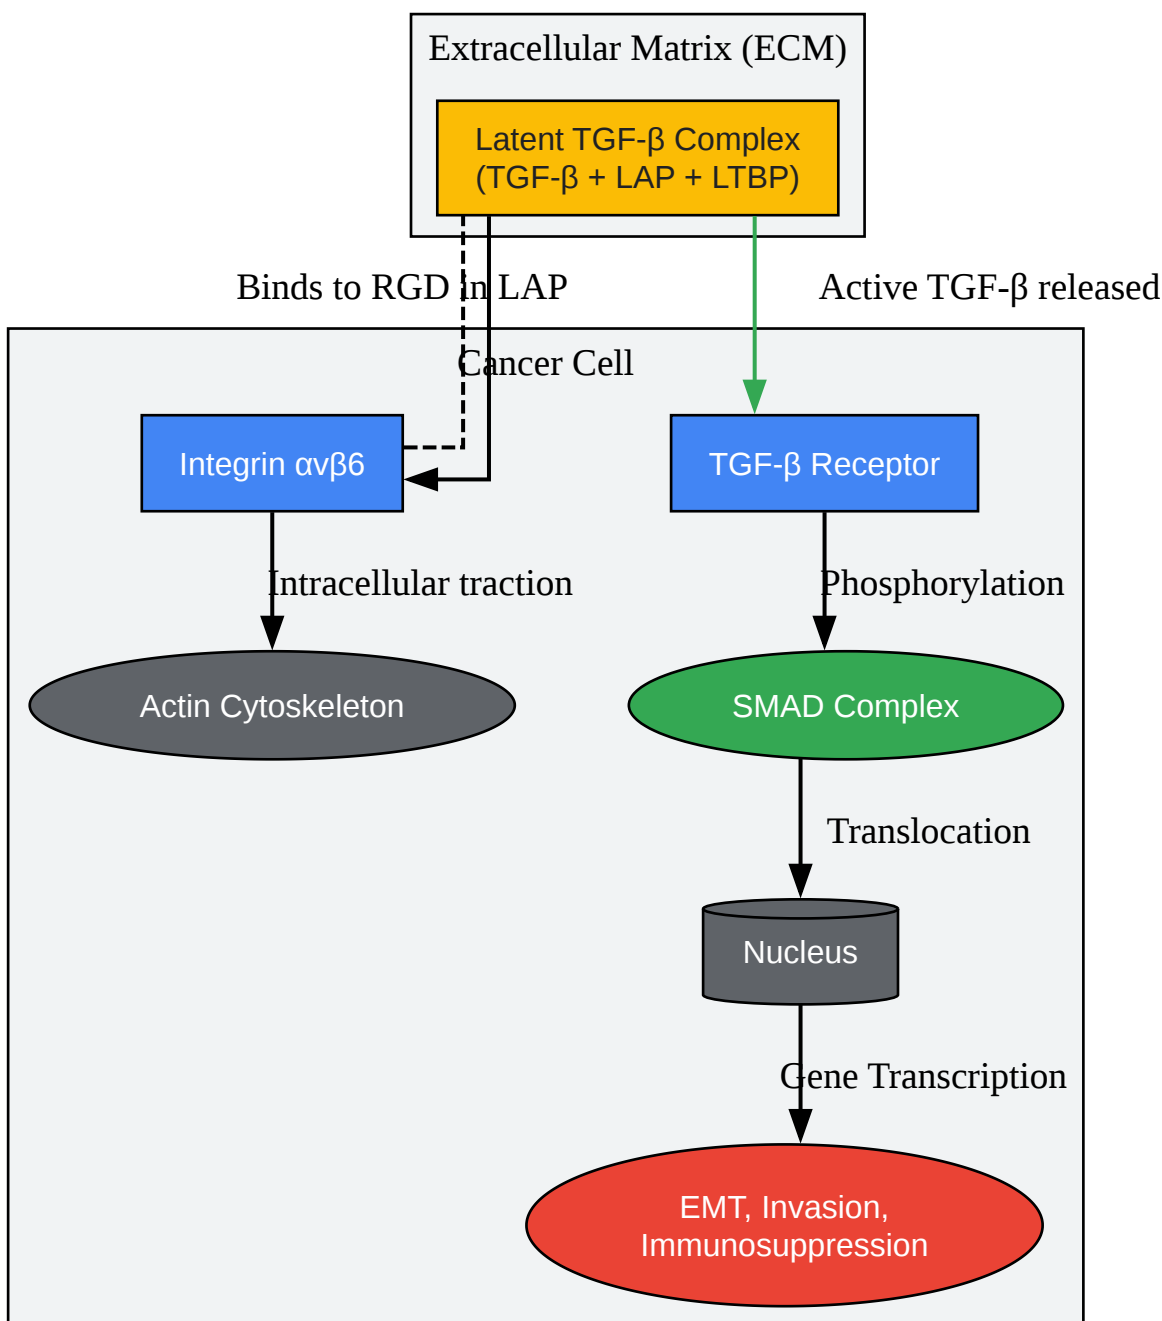 Extracellular Matrix (ECM)
Latent TGF-β Complex
(TGF-β + LAP + LTBP)
Binds to RGD in LAP
Active TGF-β released
Cancer Cell
Integrin αvβ6
TGF-β Receptor
Intracellular traction
Phosphorylation
Actin Cytoskeleton
SMAD Complex
Translocation
Nucleus
Gene Transcription
EMT, Invasion,
Immunosuppression